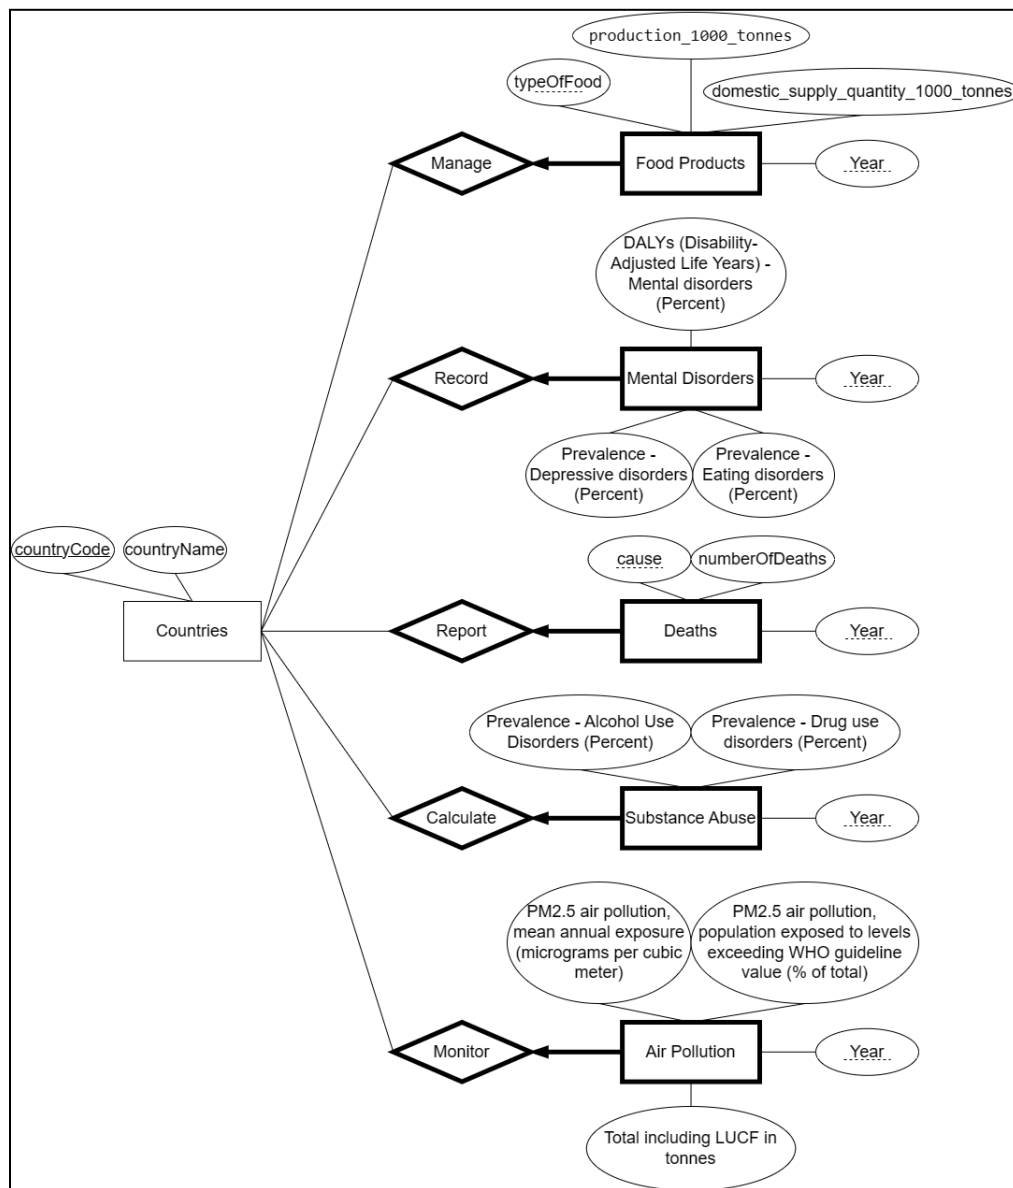 production_1000_tonnes
typeOfFood
domestic_supply_quantity_1000_tonnes
Manage
Food Products
Year
DALYs (Disability-
Adjusted Life Years) -
Mental disorders
(Percent)
Record
Mental Disorders
Year
Prevalence -
Depressive disorders
(Percent)
Prevalence -
Eating disorders
(Percent)
countryCode
countryName
Countries
cause
numberOfDeaths
Report
Deaths
Year
Prevalence - Alcohol Use
Disorders (Percent)
Prevalence - Drug use
disorders (Percent)
Calculate
Substance Abuse
Year
PM2.5 air pollution,
mean annual exposure
(micrograms per cubic
meter)
PM2.5 air pollution,
population exposed to levels
exceeding WHO guideline
value (% of total)
Monitor
Air Pollution
Year
Total including LUCF in
tonnes